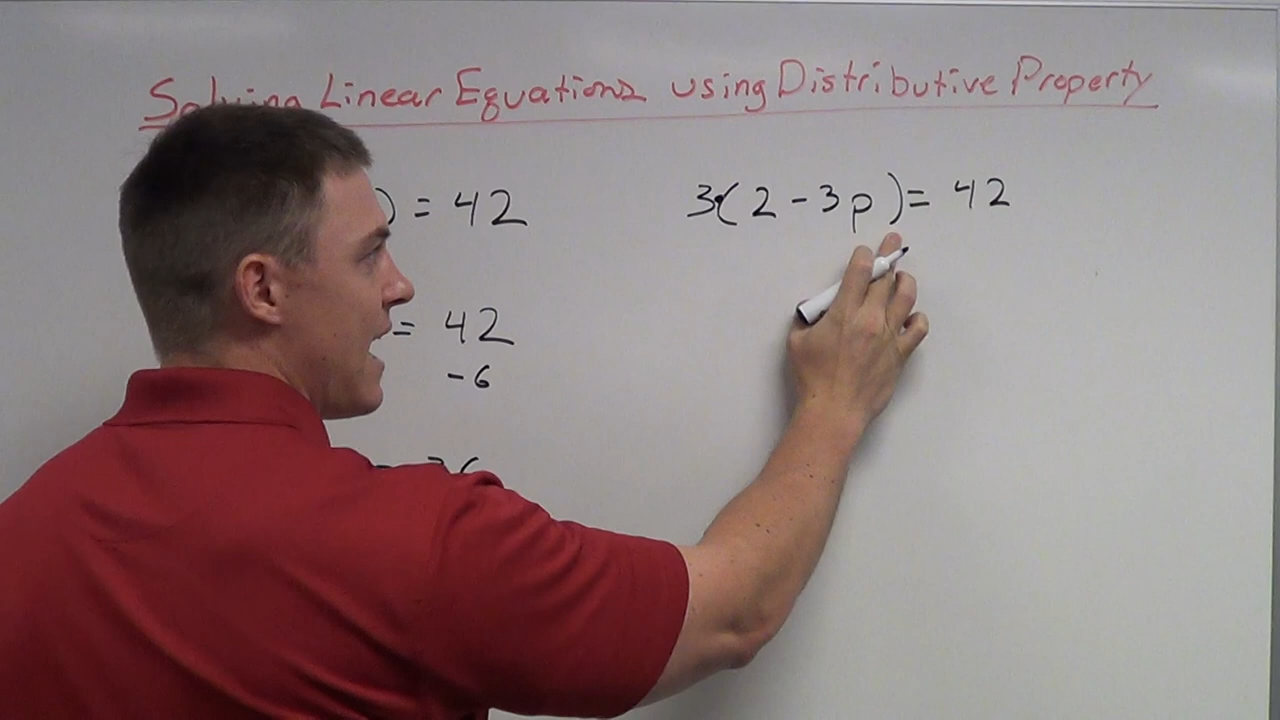 Solving Linear Equations using Distributive Property
) = 42
3·(2-3p)= 42
= 42
-6